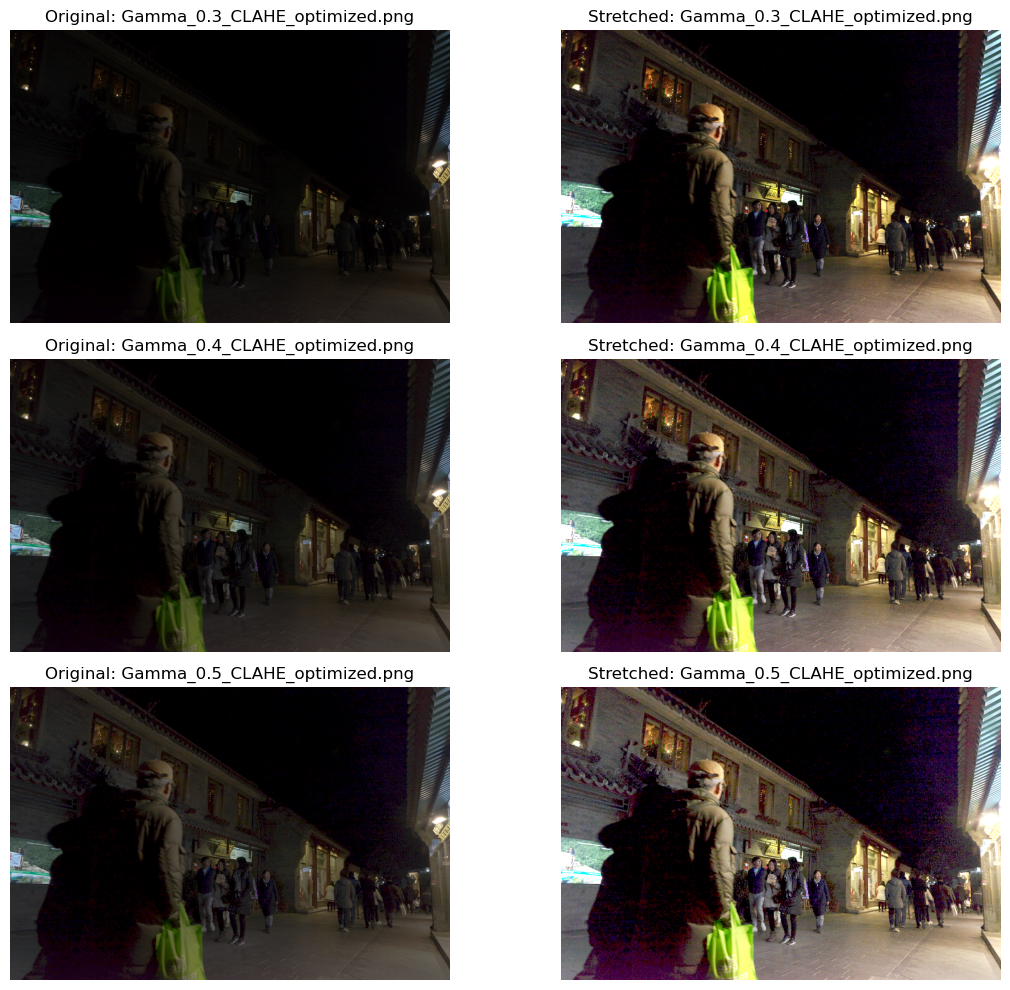 Original: Gamma_0.3_CLAHE_optimized.png
Stretched: Gamma_0.3_CLAHE_optimized.png
Original: Gamma_0.4_CLAHE_optimized.png
Stretched: Gamma_0.4_CLAHE_optimized.png
Original: Gamma_0.5_CLAHE_optimized.png
Stretched: Gamma_0.5_CLAHE_optimized.png